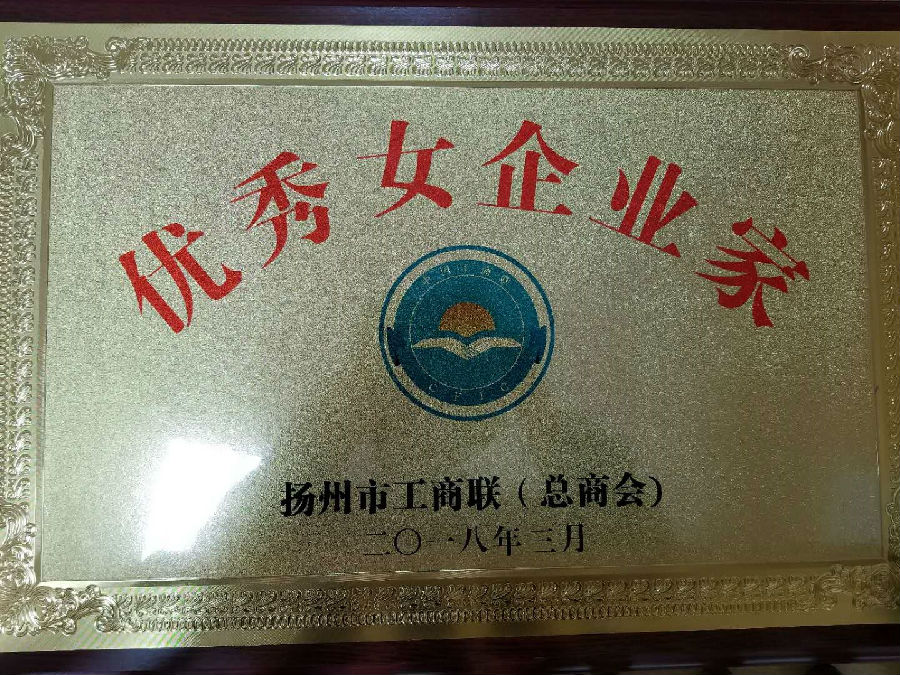 优秀女企业家
扬州市工商联(总商会)
二〇一八年三月